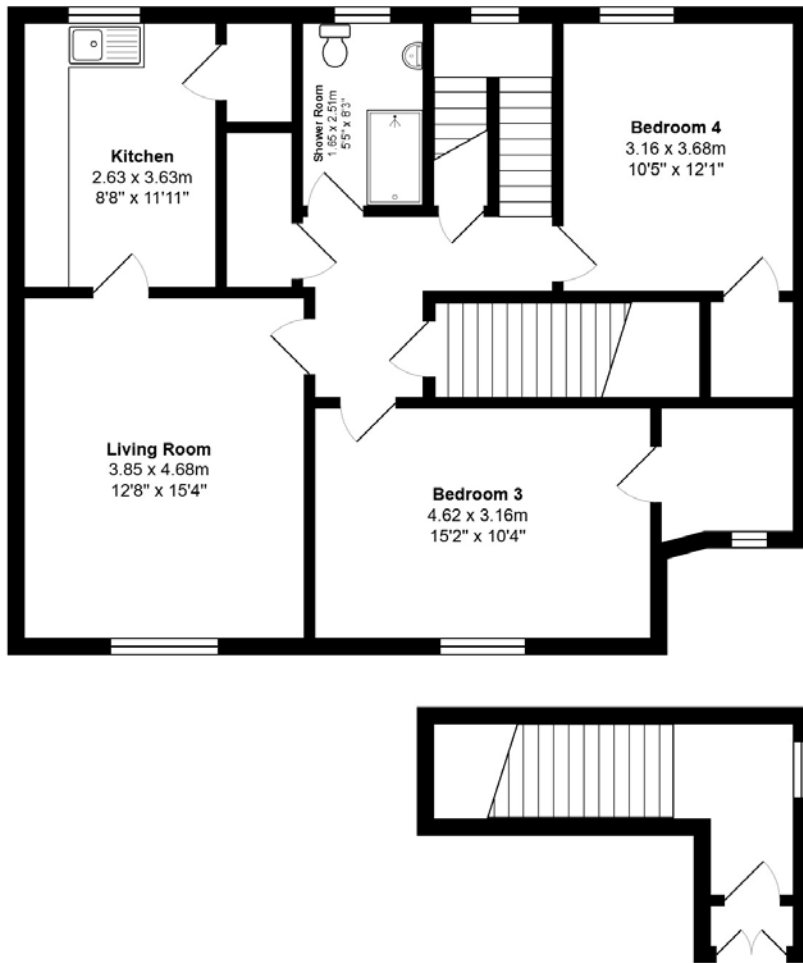 Kitchen
2.63 x 3.63m
8'8" x 11'11"
Shower Room
1.65 x 2.51m
5'5" x 8'3"
Bedroom 4
3.16 x 3.68m
10'5" x 12'1"
Living Room
3.85 x 4.68m
12'8" x 15'4"
Bedroom 3
4.62 x 3.16m
15'2" x 10'4"